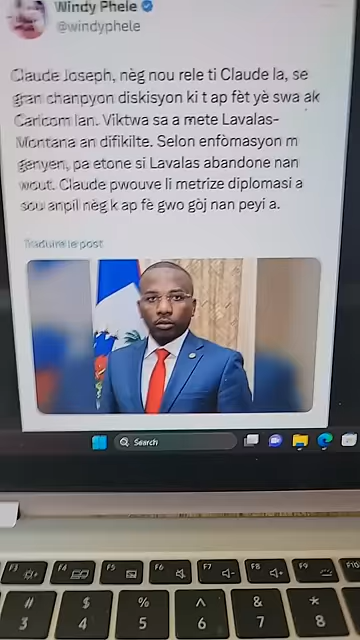 Windy Phele
@windyphele
Claude Joseph, nèg nou rele ti Claude la, se
gran chanpyon diskisyon ki t ap fèt yè swa ak
Caricom lan. Viktwa sa a mete Lavalas-
Montana an difikilte. Selon enfòmasyon m
genyen, pa etone si Lavalas abandone nan
wout. Claude pwouve li metrize diplomasi a
sou anpil nèg k ap fè gwo gòj nan peyi a.
Traduire le post
Search
F3
F4
F5
F6
F7
F8
F9
F10
# $ % ^ & *
3 4 5 6 7 8